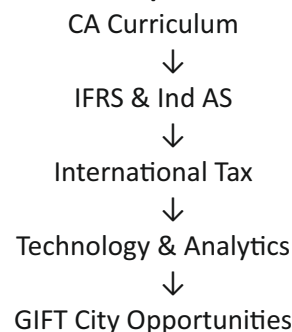 CA Curriculum
↓
IFRS & Ind AS
↓
International Tax
↓
Technology & Analytics
↓
GIFT City Opportunities